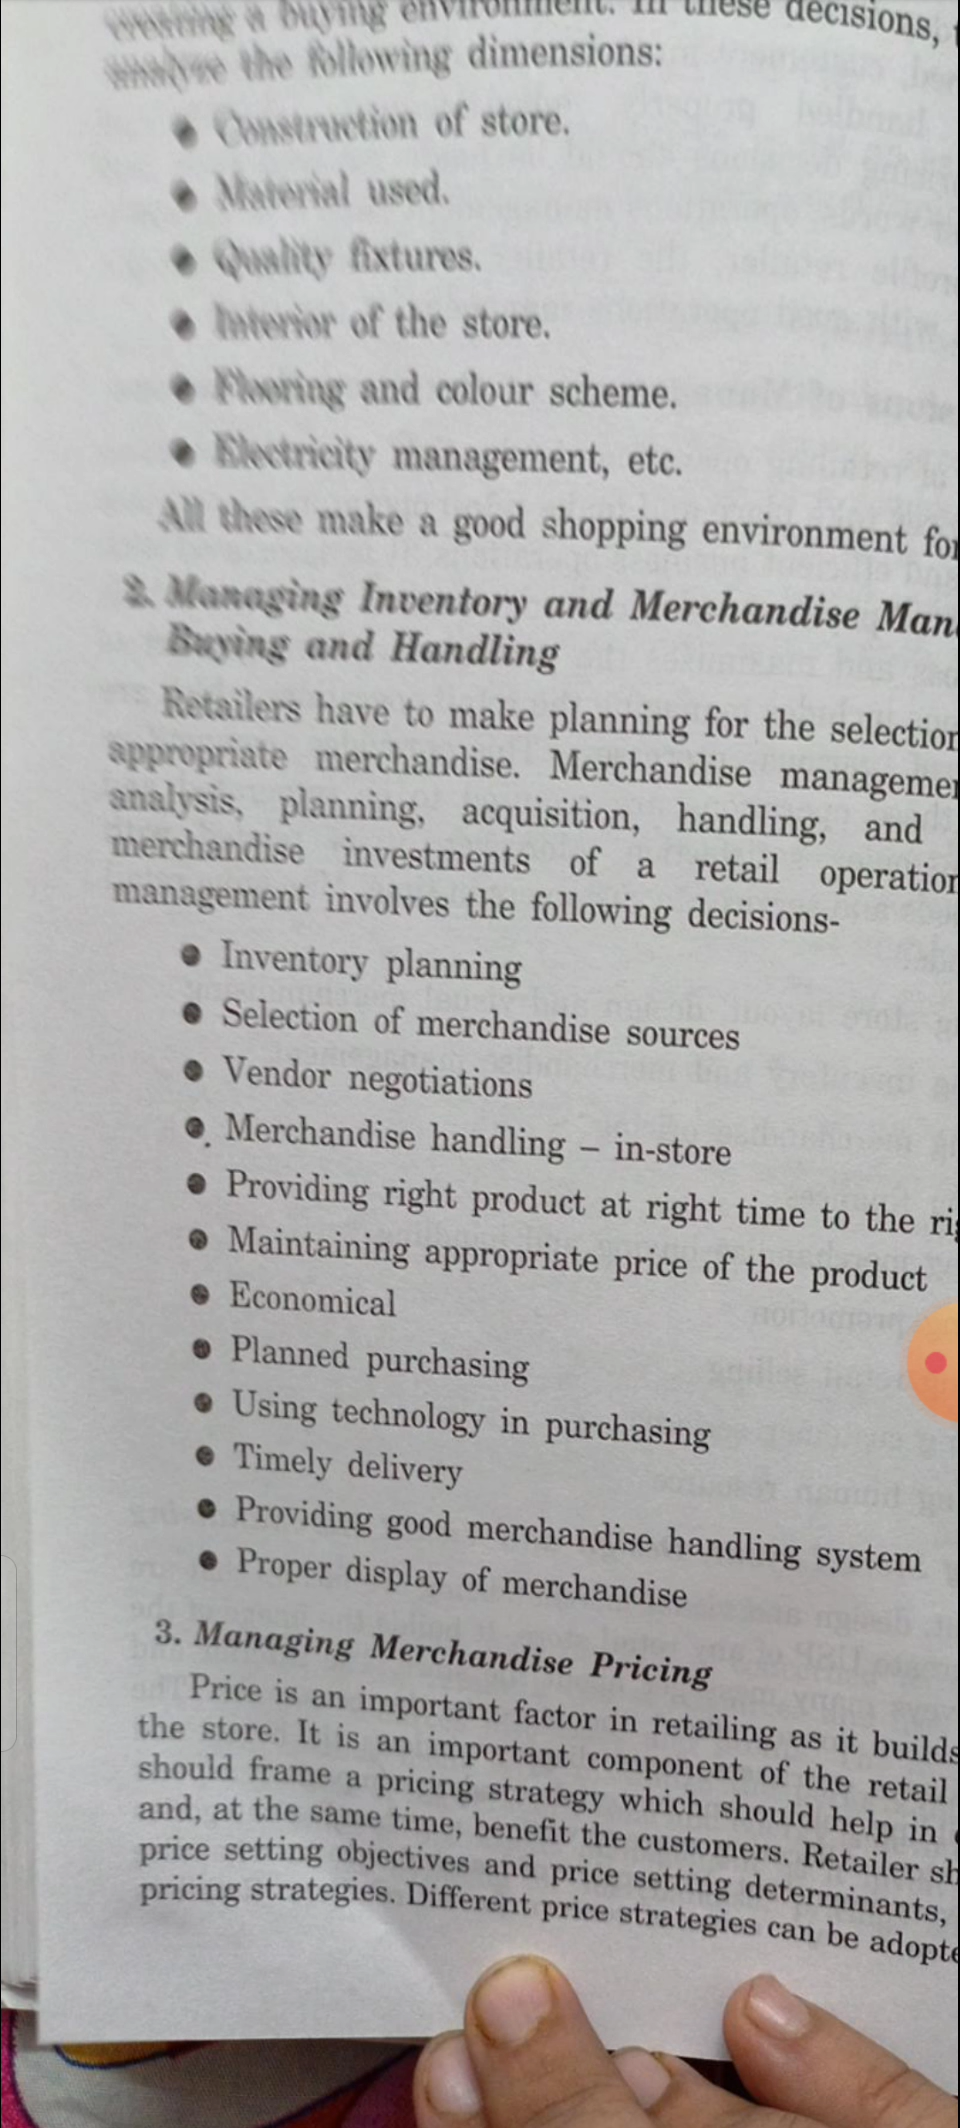 a buying environment. In these decisions,
analyze the following dimensions:
● Construction of store.
● Material used.
● Quality fixtures.
● Interior of the store.
● Flooring and colour scheme.
● Electricity management, etc.
All these make a good shopping environment for
2. Managing Inventory and Merchandise Man
Buying and Handling
Retailers have to make planning for the selection
appropriate merchandise. Merchandise managemen
analysis, planning, acquisition, handling, and
merchandise investments of a retail operation
management involves the following decisions-
● Inventory planning
● Selection of merchandise sources
● Vendor negotiations
● Merchandise handling – in-store
● Providing right product at right time to the rig
● Maintaining appropriate price of the product
● Economical
● Planned purchasing
● Using technology in purchasing
● Timely delivery
● Providing good merchandise handling system
● Proper display of merchandise
3. Managing Merchandise Pricing
Price is an important factor in retailing as it builds
the store. It is an important component of the retail
should frame a pricing strategy which should help in
and, at the same time, benefit the customers. Retailer sh
price setting objectives and price setting determinants,
pricing strategies. Different price strategies can be adopte